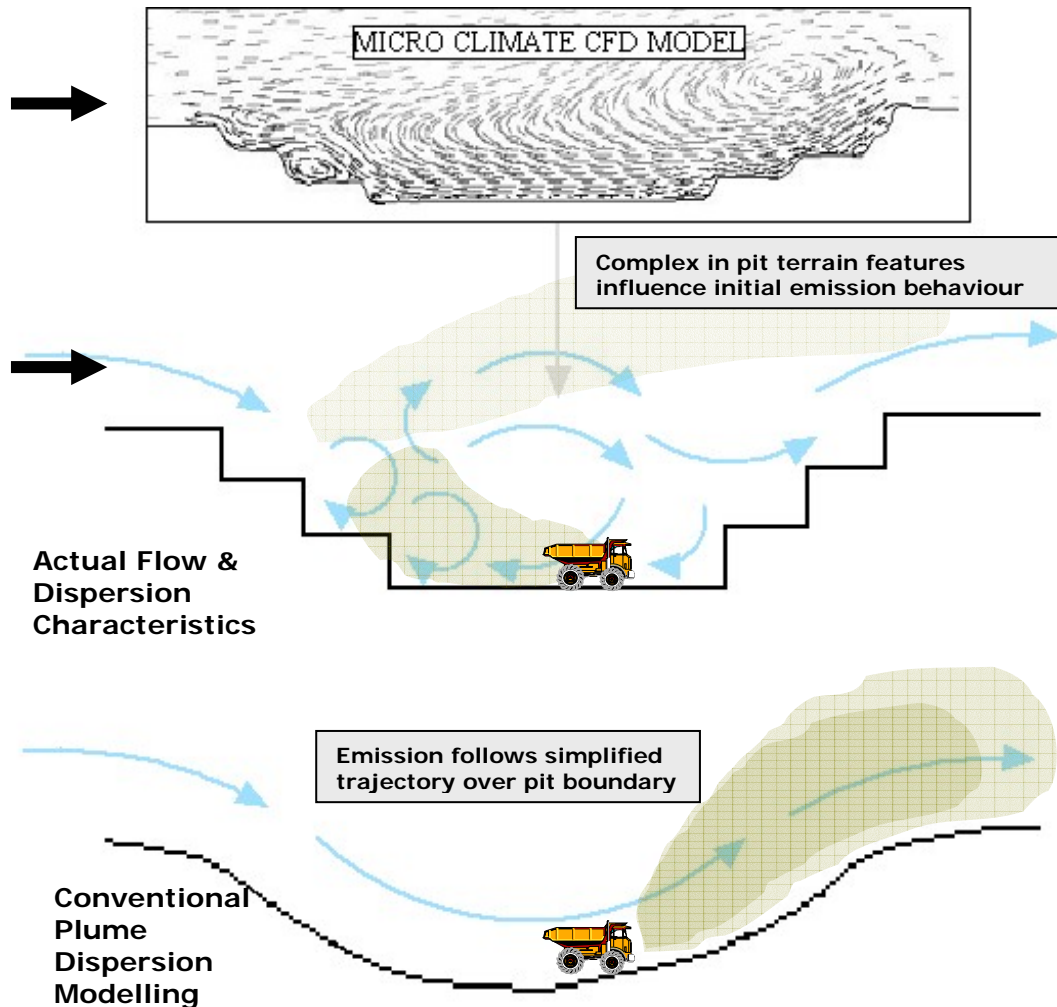 MICRO CLIMATE CFD MODEL
Complex in pit terrain features
influence initial emission behaviour
Actual Flow &
Dispersion
Characteristics
Emission follows simplified
trajectory over pit boundary
Conventional
Plume
Dispersion
Modelling